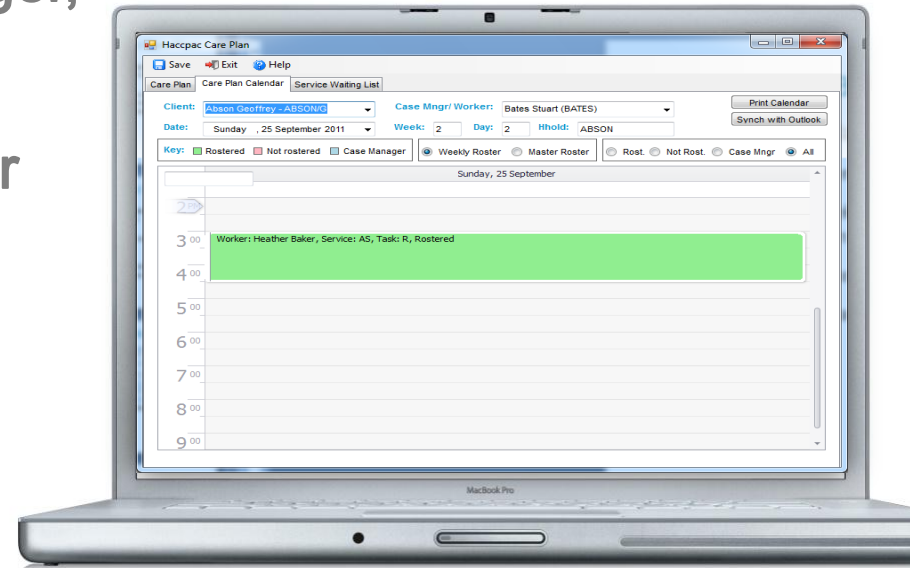 Haccpac Care Plan
Save Exit Help
Care Plan Care Plan Calendar Service Waiting List
Client: Abson Geoffrey - ABSON/G Case Mngr/ Worker: Bates Stuart (BATES) Print Calendar
Date: Sunday , 25 September 2011 Week: 2 Day: 2 Hhold: ABSON Synch with Outlook
Key: Rostered Not rostered Case Manager Weekly Roster Master Roster Rost. Not Rost. Case Mngr All
Sunday, 25 September
3 00 Worker: Heather Baker, Service: AS, Task: R, Rostered
4 00
5 00
6 00
7 00
8 00
9 00
MacBook Pro